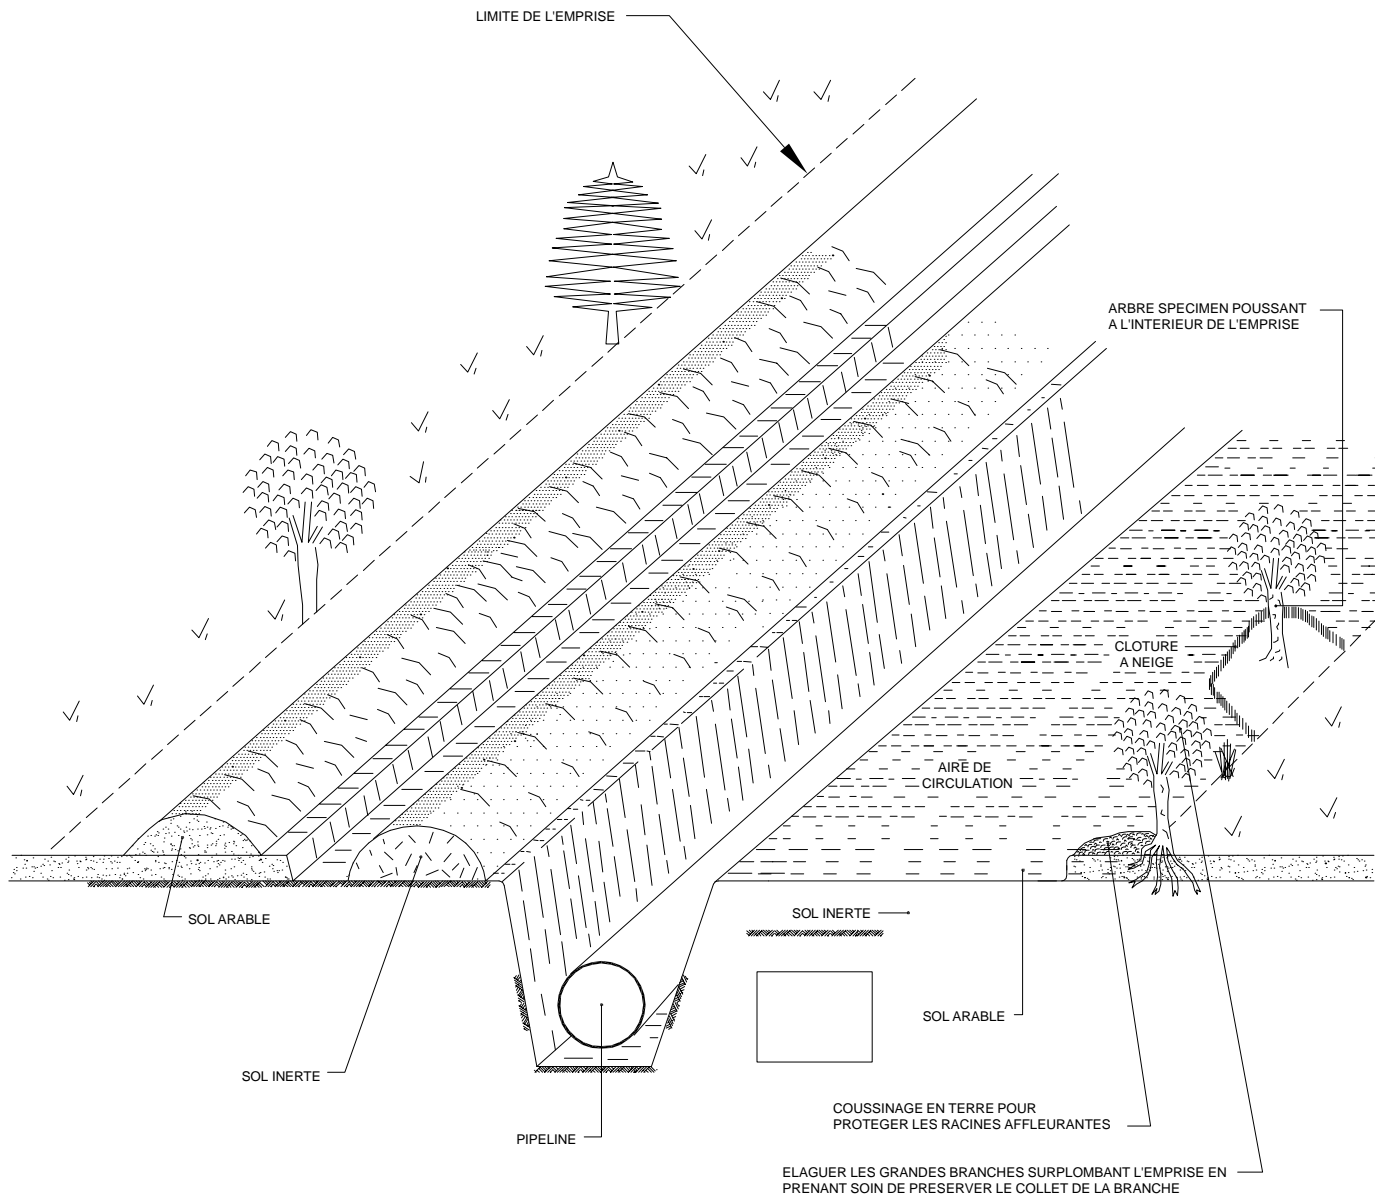 LIMITE DE L'EMPRISE
ARBRE SPECIMEN POUSSANT
A L'INTERIEUR DE L'EMPRISE
CLOTURE
A NEIGE
AIRE DE
CIRCULATION
SOL ARABLE
SOL INERTE
SOL ARABLE
SOL INERTE
PIPELINE
COUSSINAGE EN TERRE POUR
PROTEGER LES RACINES AFFLEURANTES
ELAGUER LES GRANDES BRANCHES SURPLOMBANT L'EMPRISE EN
PRENANT SOIN DE PRESERVER LE COLLET DE LA BRANCHE